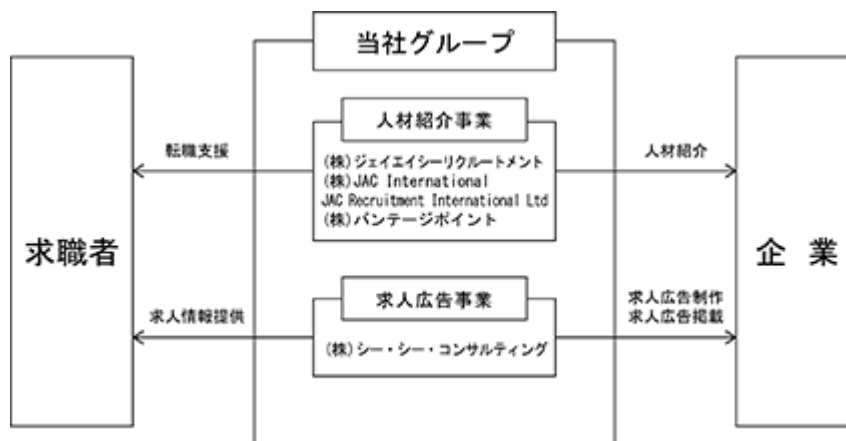 当社グループ
求職者
転職支援
人材紹介事業
(株)ジェイエイシーリクルートメント
(株)JAC International
JAC Recruitment International Ltd
(株)バンテージポイント
人材紹介
企 業
求人情報提供
求人広告事業
(株)シー・シー・コンサルティング
求人広告制作
求人広告掲載